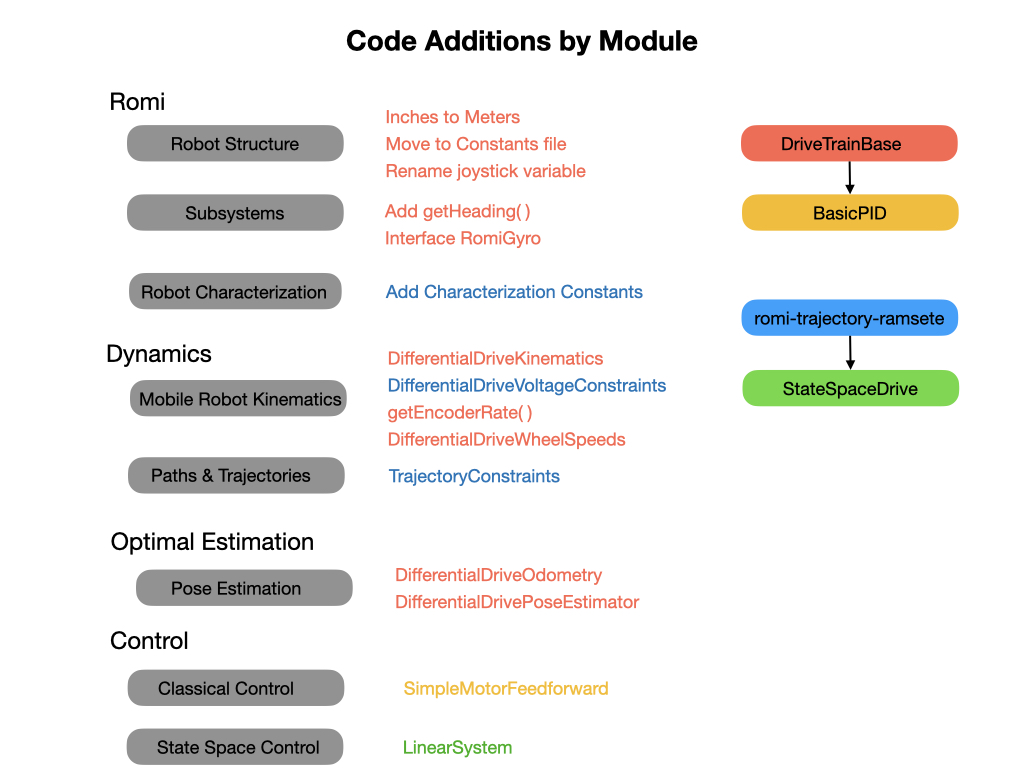 Code Additions by Module
Romi
Robot Structure
Inches to Meters
Move to Constants file
Rename joystick variable
Subsystems
Add getHeading( )
Interface RomiGyro
Robot Characterization
Add Characterization Constants
Dynamics
Mobile Robot Kinematics
DifferentialDriveKinematics
DifferentialDriveVoltageConstraints
getEncoderRate( )
DifferentialDriveWheelSpeeds
Paths & Trajectories
TrajectoryConstraints
Optimal Estimation
Pose Estimation
DifferentialDriveOdometry
DifferentialDrivePoseEstimator
Control
Classical Control
SimpleMotorFeedforward
State Space Control
LinearSystem
DriveTrainBase
BasicPID
romi-trajectory-ramsete
StateSpaceDrive